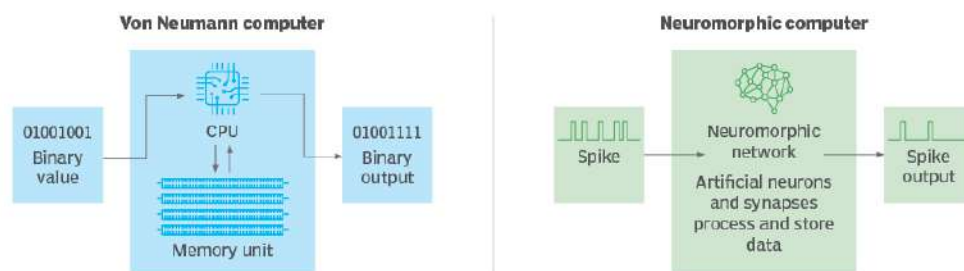 Von Neumann computer
01001001
Binary
value
CPU
Memory unit
01001111
Binary
output
Neuromorphic computer
Spike
Neuromorphic
network
Artificial neurons
and synapses
process and store
data
Spike
output